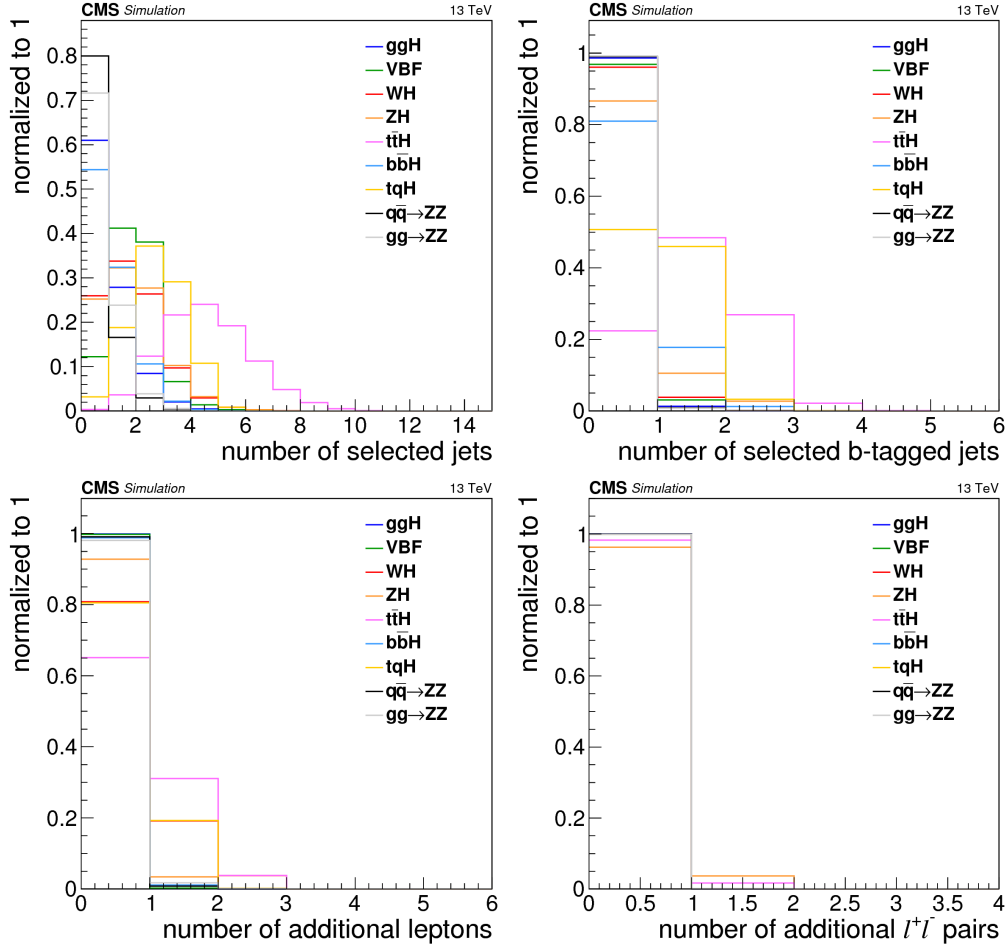 CMS Simulation 13 TeV
normalized to 1
0.8
0.7
0.6
0.5
0.4
0.3
0.2
0.1
0
ggH
VBF
WH
ZH
tt̄H
bb̄H
tqH
qq̄→ZZ
gg→ZZ
0 2 4 6 8 10 12 14
number of selected jets
CMS Simulation 13 TeV
normalized to 1
1
0.8
0.6
0.4
0.2
0
ggH
VBF
WH
ZH
tt̄H
bb̄H
tqH
qq̄→ZZ
gg→ZZ
0 1 2 3 4 5 6
number of selected b-tagged jets
CMS Simulation 13 TeV
normalized to 1
1
0.8
0.6
0.4
0.2
0
ggH
VBF
WH
ZH
tt̄H
bb̄H
tqH
qq̄→ZZ
gg→ZZ
0 1 2 3 4 5 6
number of additional leptons
CMS Simulation 13 TeV
normalized to 1
1
0.8
0.6
0.4
0.2
0
ggH
VBF
WH
ZH
tt̄H
bb̄H
tqH
qq̄→ZZ
gg→ZZ
0 0.5 1 1.5 2 2.5 3 3.5 4
number of additional l⁺l⁻ pairs